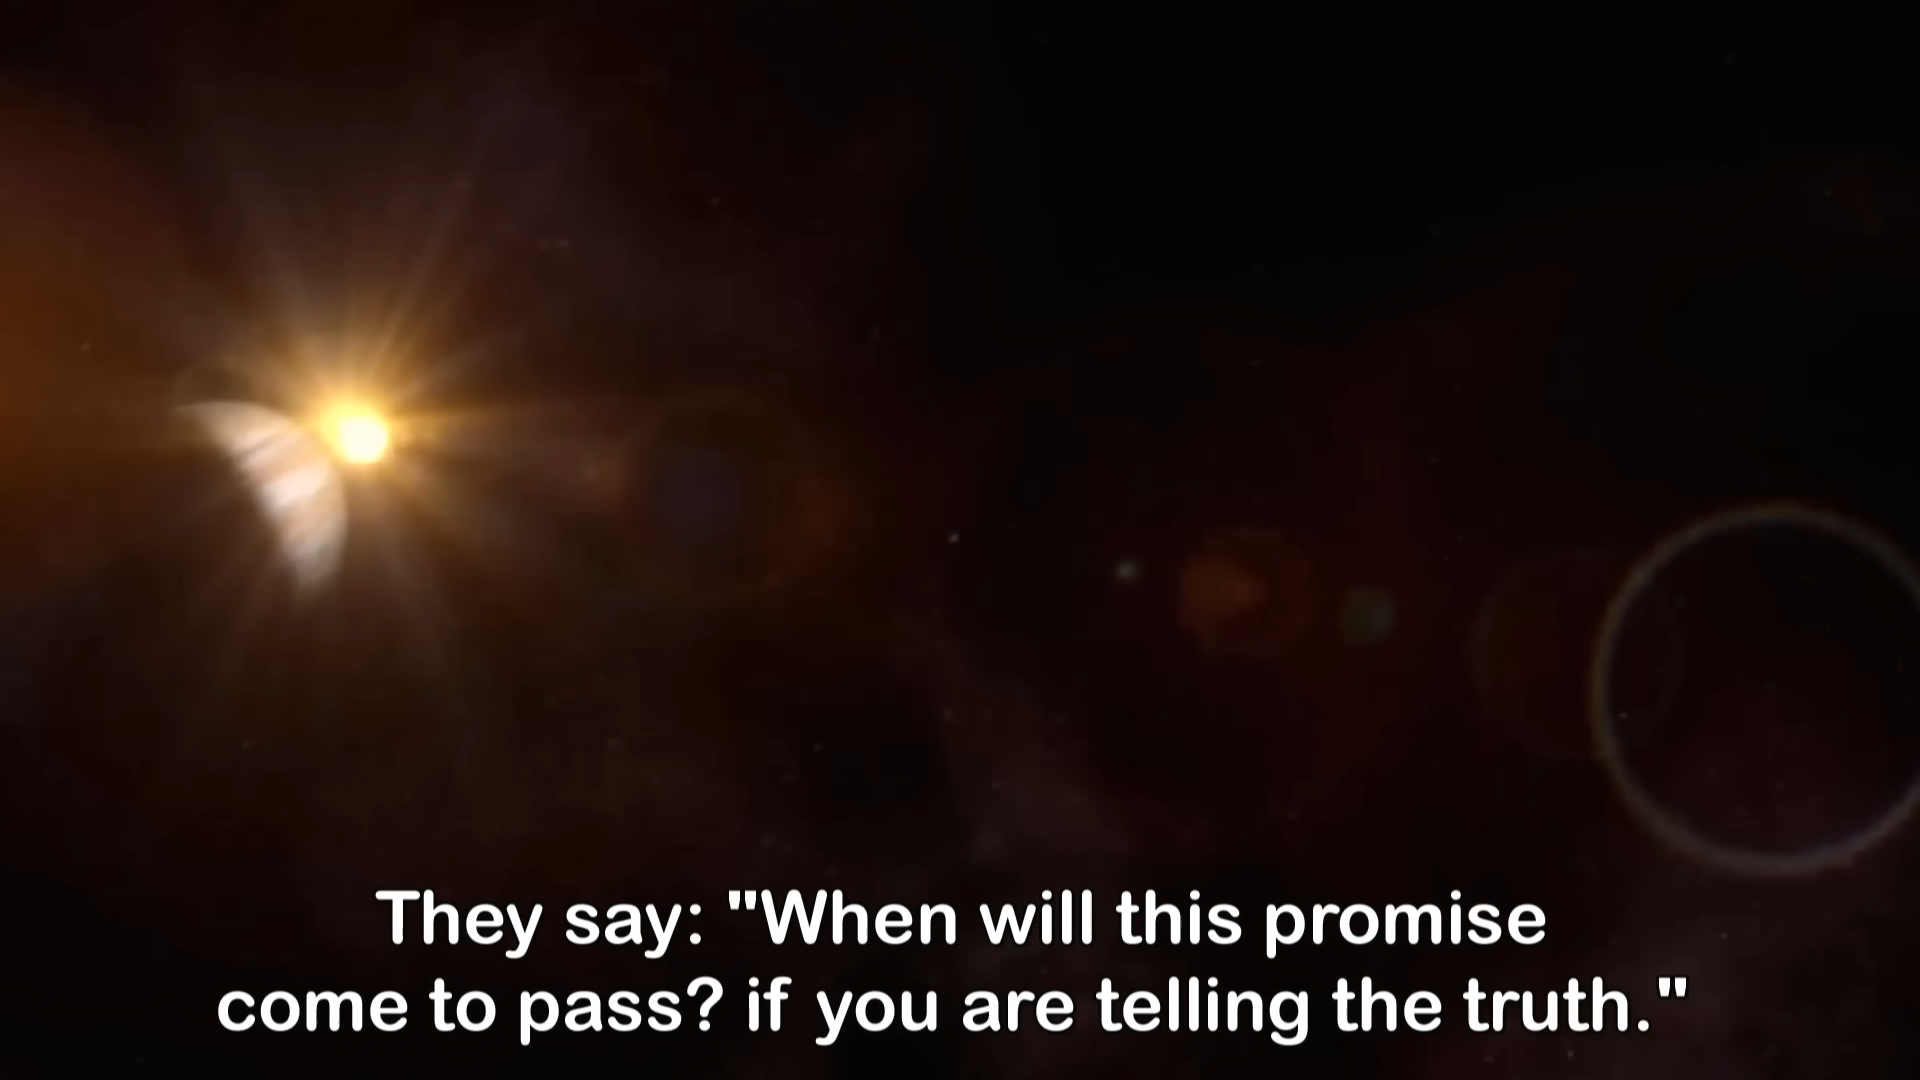 They say: "When will this promise
come to pass? if you are telling the truth."